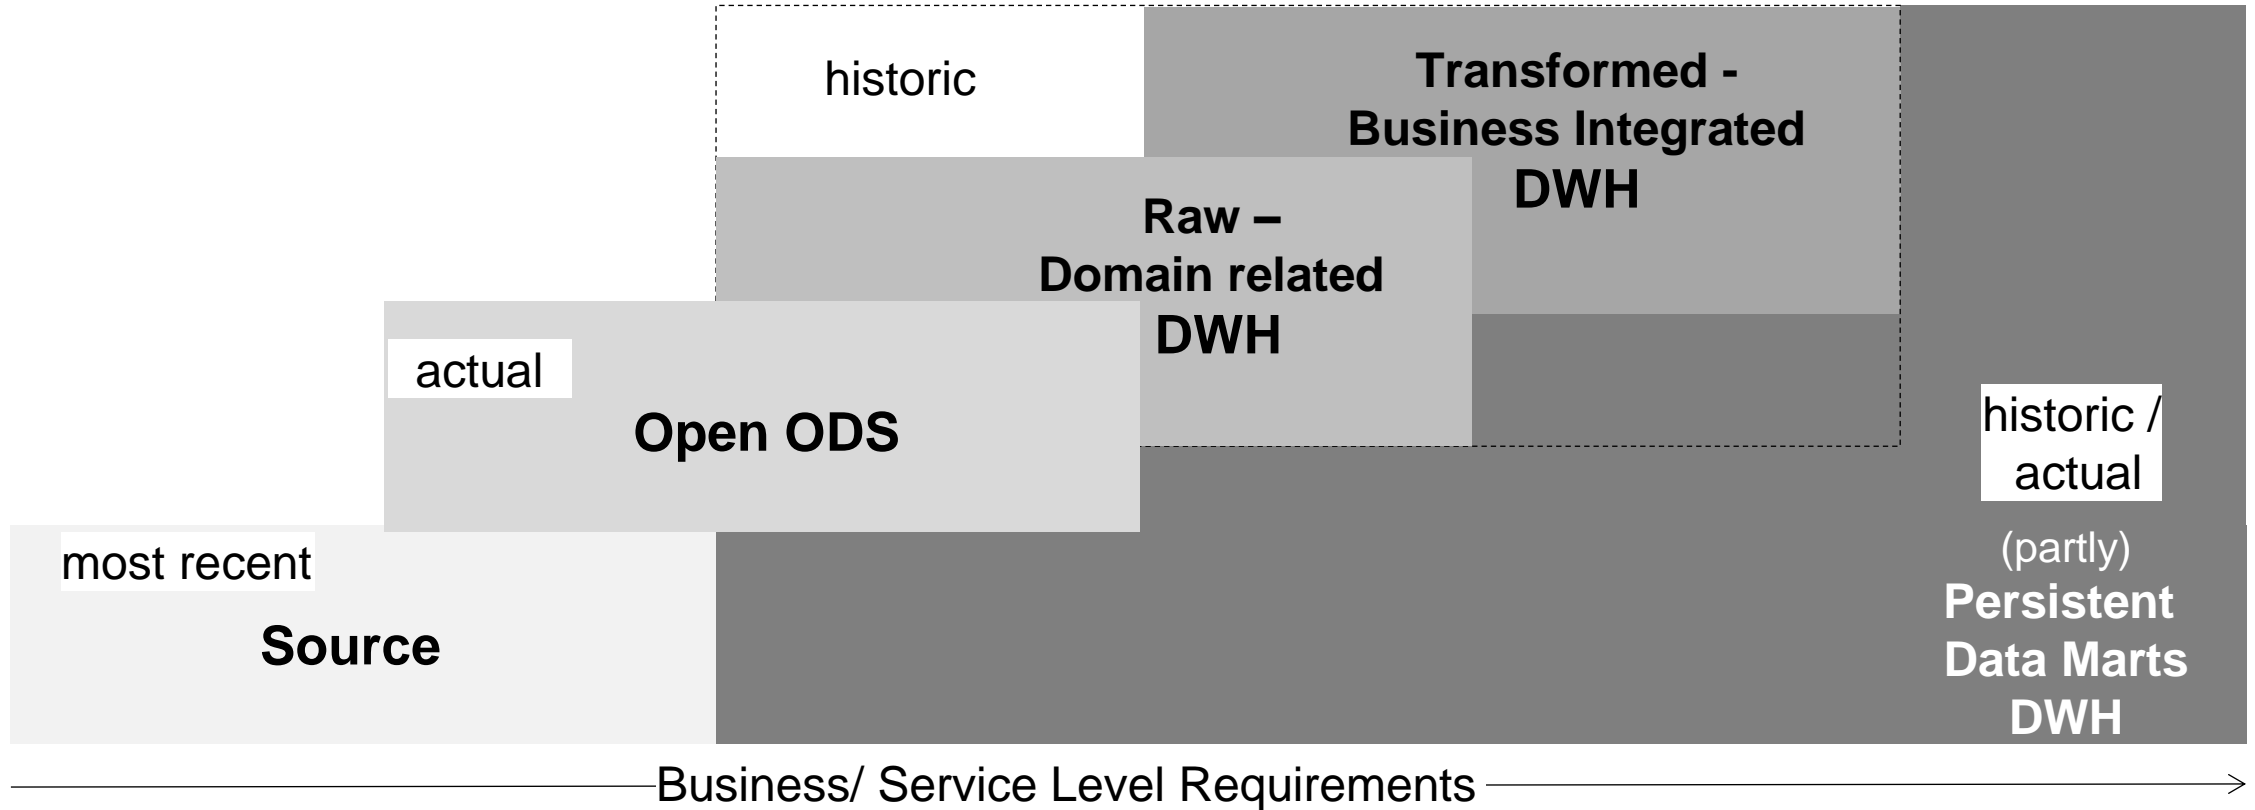 historic
Transformed -
Business Integrated
DWH
Raw –
Domain related
DWH
actual
Open ODS
historic /
actual
most recent
Source
(partly)
Persistent
Data Marts
DWH
Business/ Service Level Requirements